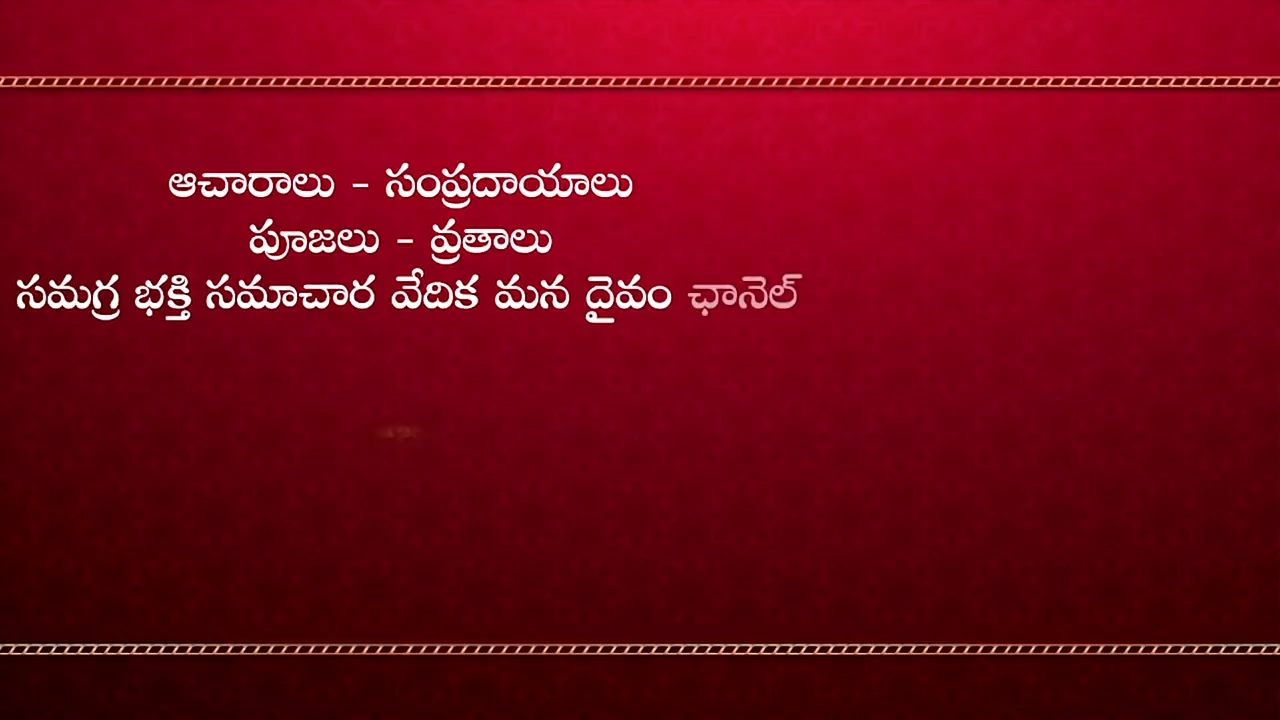 ఆచారాలు - సంప్రదాయాలు
పూజలు - వ్రతాలు
సమగ్ర భక్తి సమాచార వేదిక మన దైవం ఛానెల్